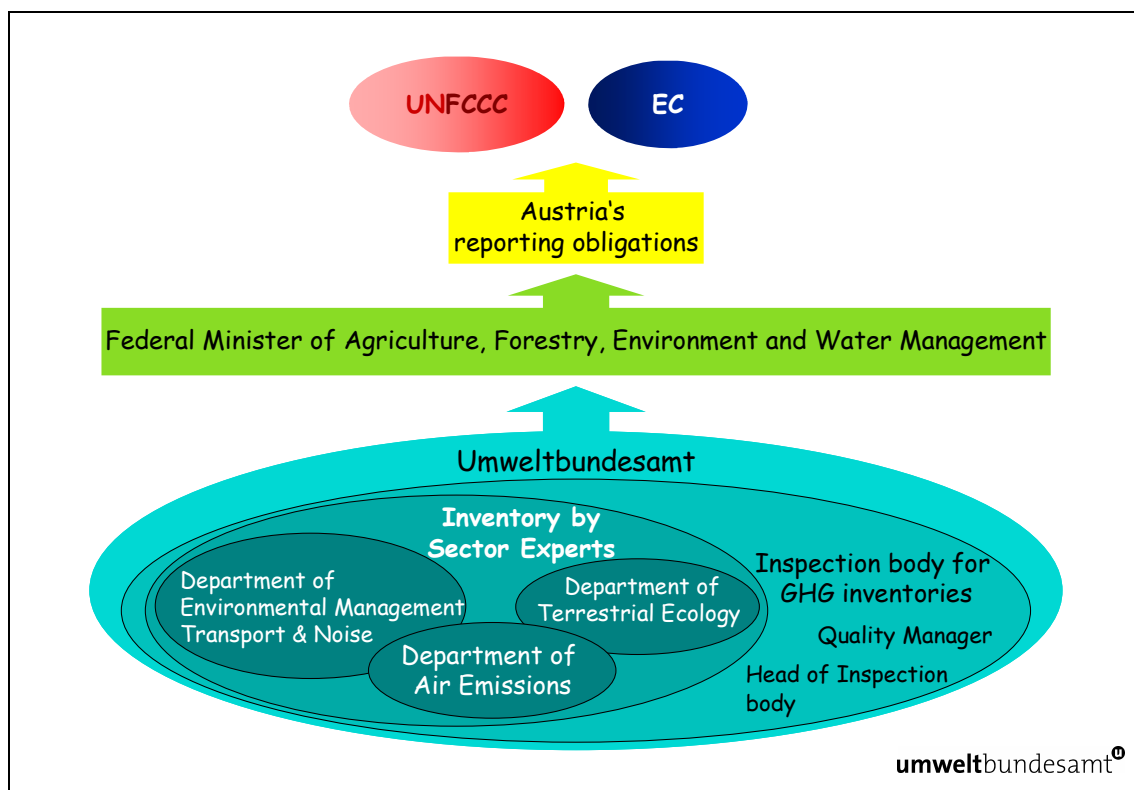 UNFCCC
EC
Austria‘s
reporting obligations
Federal Minister of Agriculture, Forestry, Environment and Water Management
Umweltbundesamt
Inventory by
Sector Experts
Department of
Environmental Management
Transport & Noise
Department of
Terrestrial Ecology
Department of
Air Emissions
Inspection body for
GHG inventories
Quality Manager
Head of Inspection
body
umweltbundesamt
u